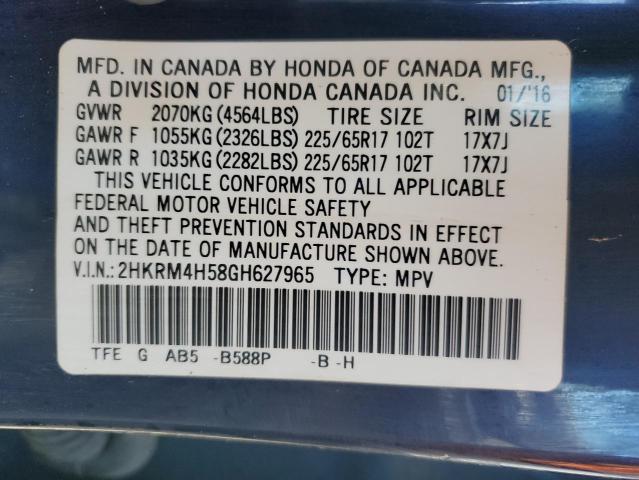 MFD. IN CANADA BY HONDA OF CANADA MFG.,
A DIVISION OF HONDA CANADA INC. 01/'16
GVWR 2070KG(4564LBS) TIRE SIZE RIM SIZE
GAWR F 1055KG(2326LBS) 225/65R17 102T 17X7J
GAWR R 1035KG(2282LBS) 225/65R17 102T 17X7J
THIS VEHICLE CONFORMS TO ALL APPLICABLE
FEDERAL MOTOR VEHICLE SAFETY
AND THEFT PREVENTION STANDARDS IN EFFECT
ON THE DATE OF MANUFACTURE SHOWN ABOVE.
V.I.N.: 2HKRM4H58GH627965 TYPE: MPV
TFE G AB5 -B588P -B -H